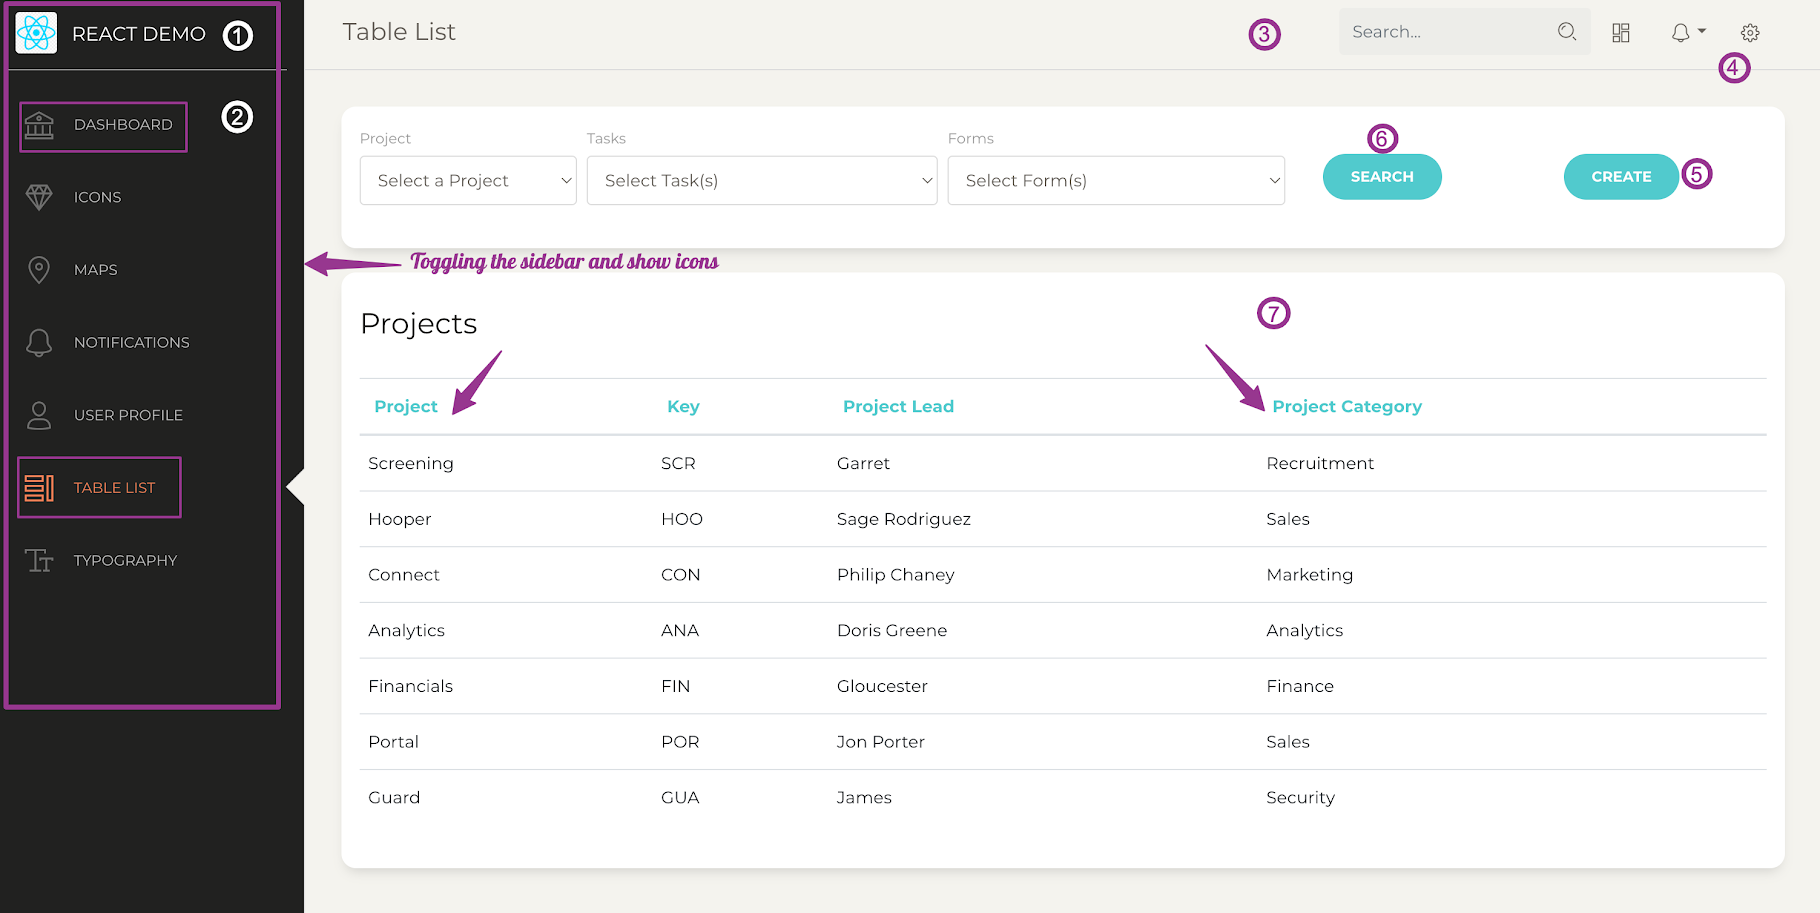 REACT DEMO 1
2
DASHBOARD
ICONS
MAPS
NOTIFICATIONS
USER PROFILE
TABLE LIST
TYPOGRAPHY
Table List
3
Search...
4
Project Tasks Forms
Select a Project Select Task(s) Select Form(s)
6
SEARCH
CREATE 5
Toggling the sidebar and show icons
Projects
7
Project Key Project Lead Project Category
Screening SCR Garret Recruitment
Hooper HOO Sage Rodriguez Sales
Connect CON Philip Chaney Marketing
Analytics ANA Doris Greene Analytics
Financials FIN Gloucester Finance
Portal POR Jon Porter Sales
Guard GUA James Security